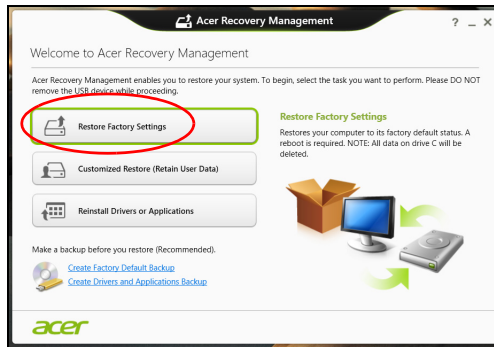 Acer Recovery Management
? _ X
Welcome to Acer Recovery Management
Acer Recovery Management enables you to restore your system. To begin, select the task you want to perform. Please DO NOT
remove the USB device while proceeding.
Restore Factory Settings
Customized Restore (Retain User Data)
Reinstall Drivers or Applications
Restore Factory Settings
Restores your computer to its factory default status. A
reboot is required. NOTE: All data on drive C will be
deleted.
Make a backup before you restore (Recommended).
Create Factory Default Backup
Create Drivers and Applications Backup
acer